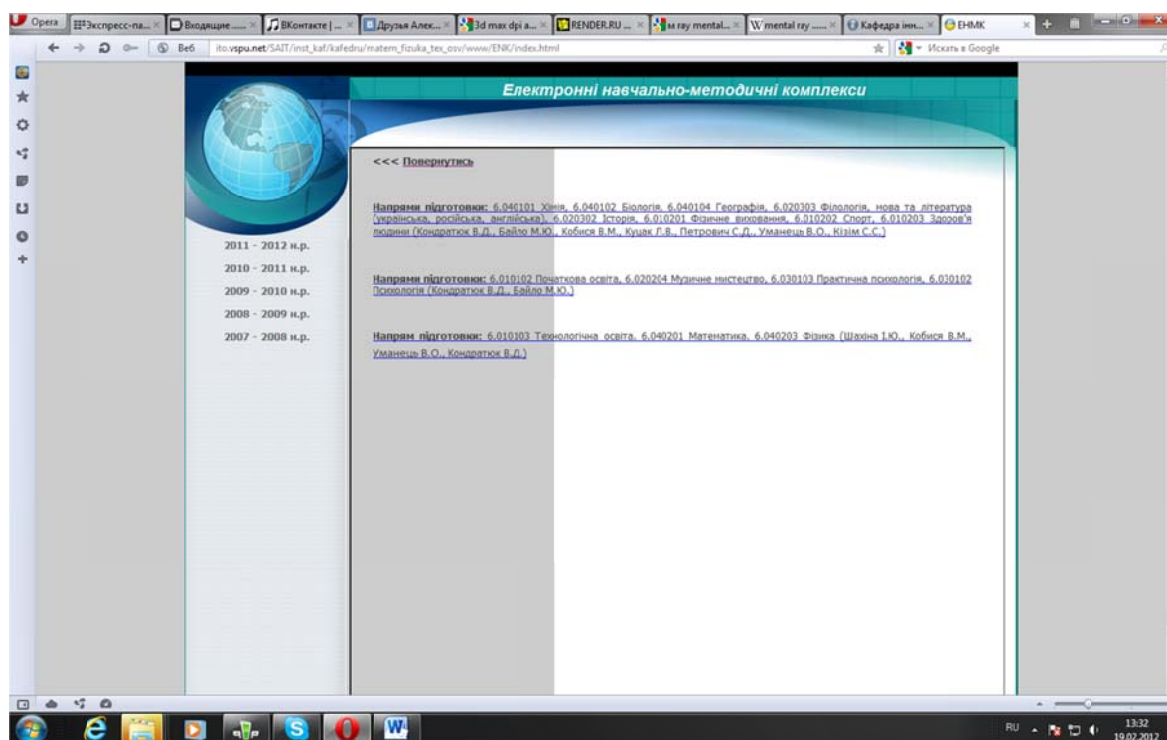 Opera
Экспресс-па...
Входящие ......
ВКонтакте | ...
Друзья Алек...
3d max dpi a...
RENDER.RU ...
м ray mental...
mental ray ......
Кафедра інн...
ЕНМК
Веб
ito.vspu.net/SAIT/inst_kaf/kafedru/matem_fizuka_tex_osv/www/ENK/index.html
Искать в Google
Електронні навчально-методичні комплекси
<<< Повернутись
Напрями підготовки: 6.040101 Хімія, 6.040102 Біологія, 6.040104 Географія, 6.020303 Філологія, мова та література
(українська, російська, англійська), 6.020302 Історія, 6.010201 Фізичне виховання, 6.010202 Спорт, 6.010203 Здоров'я
людини (Кондратюк В.Д., Байло М.Ю., Кобися В.М., Куцак Л.В., Петрович С.Д., Уманець В.О., Кізім С.С.)
Напрями підготовки: 6.010102 Початкова освіта, 6.020204 Музичне мистецтво, 6.030103 Практична психологія, 6.030102
Психологія (Кондратюк В.Д., Байло М.Ю.)
Напрям підготовки: 6.010103 Технологічна освіта, 6.040201 Математика, 6.040203 Фізика (Шахіна І.Ю., Кобися В.М.,
Уманець В.О., Кондратюк В.Д.)
2011 - 2012 н.р.
2010 - 2011 н.р.
2009 - 2010 н.р.
2008 - 2009 н.р.
2007 - 2008 н.р.
RU
13:32
19.02.2012